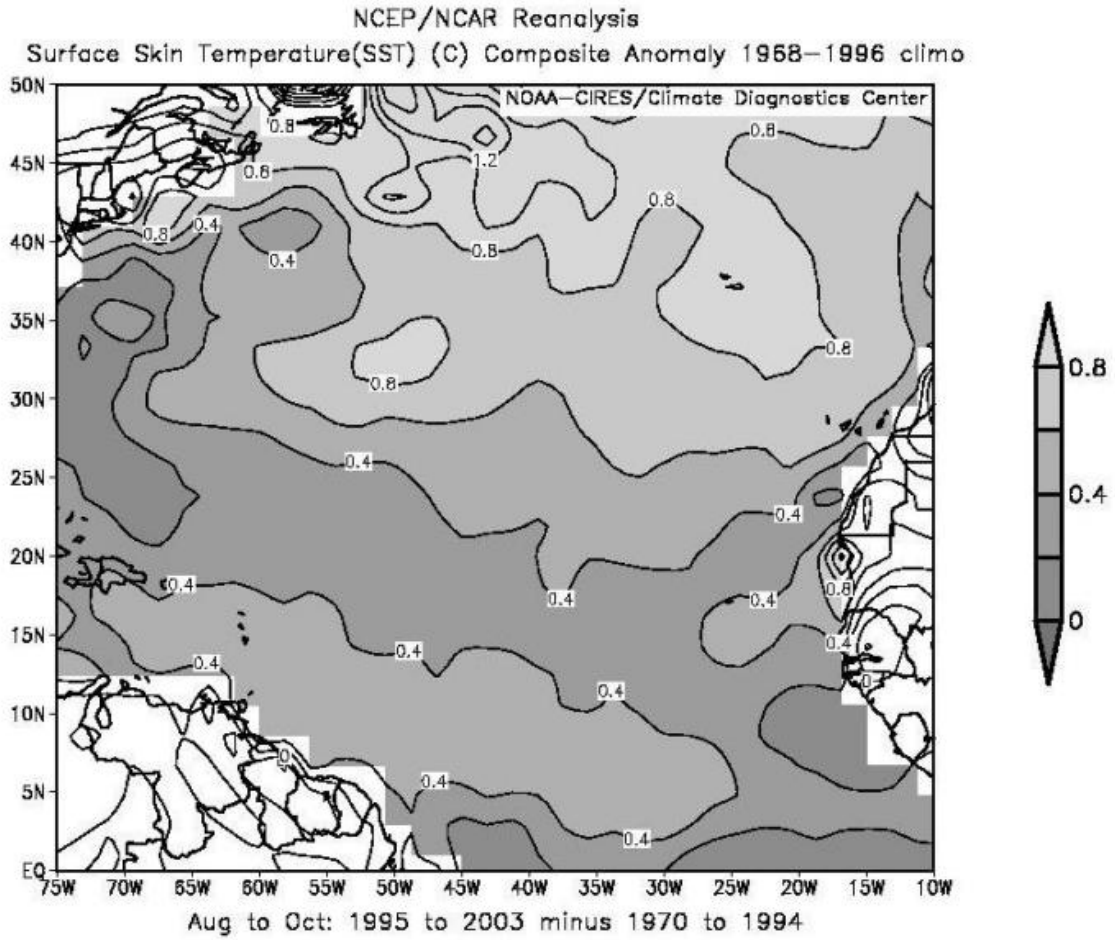 NCEP/NCAR Reanalysis
Surface Skin Temperature(SST) (C) Composite Anomaly 1968-1996 climo
NOAA-CIRES/Climate Diagnostics Center
50N
45N
40N
35N
30N
25N
20N
15N
10N
5N
EQ
0.8
0.8
0.8
1.2
0.8
0.8
0.4
0.8
0.4
0.8
0.8
0.8
0.4
0.4
0.4
0.4
0.4
0.8
0.4
0.4
0.4
0.4
0
0
0.4
0.4
75W 70W 65W 60W 55W 50W 45W 40W 35W 30W 25W 20W 15W 10W
Aug to Oct: 1995 to 2003 minus 1970 to 1994
0.8
0.4
0